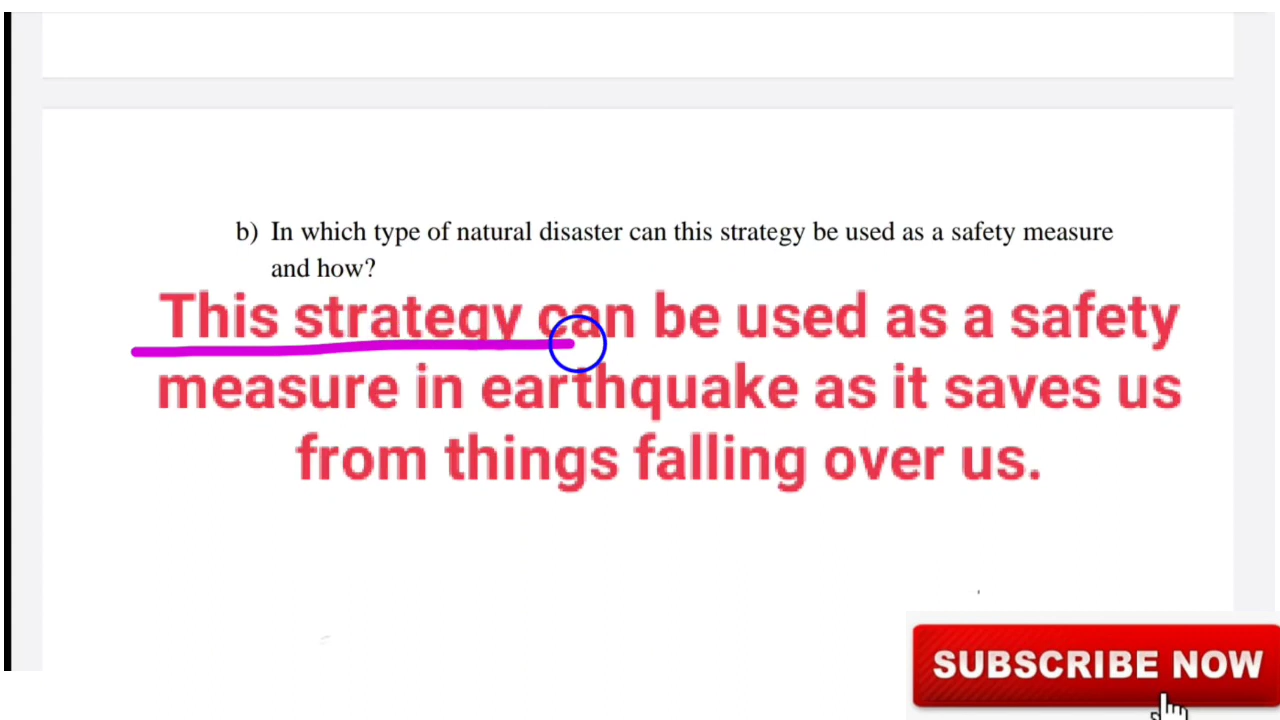 b) In which type of natural disaster can this strategy be used as a safety measure
and how?
This strategy can be used as a safety
measure in earthquake as it saves us
from things falling over us.
SUBSCRIBE NOW